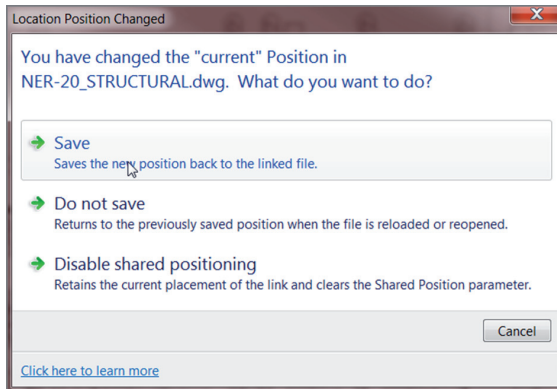 Location Position Changed
You have changed the "current" Position in
NER-20_STRUCTURAL.dwg. What do you want to do?
Save
Saves the new position back to the linked file.
Do not save
Returns to the previously saved position when the file is reloaded or reopened.
Disable shared positioning
Retains the current placement of the link and clears the Shared Position parameter.
Cancel
Click here to learn more